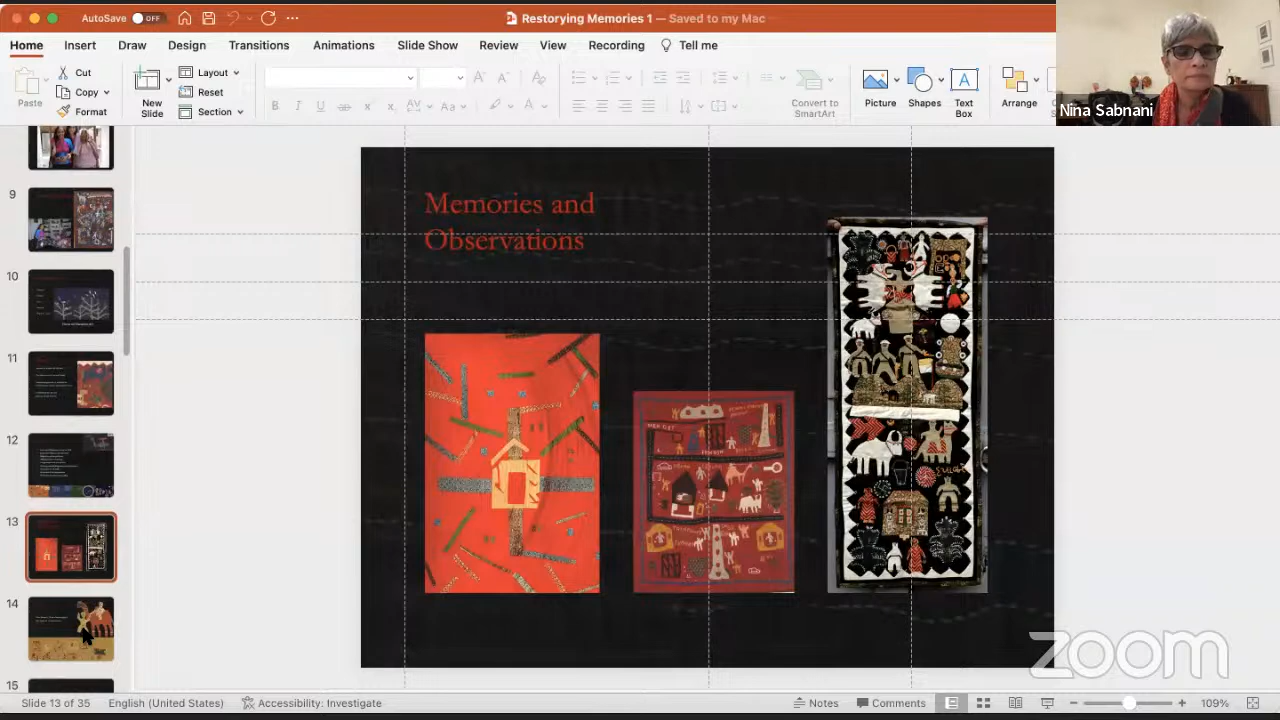 AutoSave OFF
Restorying Memories 1 — Saved to my Mac
Home Insert Draw Design Transitions Animations Slide Show Review View Recording Tell me
Paste
Cut
Copy
Format
New Slide
Layout
Reset
Section
Convert to SmartArt
Picture
Shapes
Text Box
Arrange
Nina Sabnani
9
10
11
12
13
14
15
Memories and
Observations
zoom
Slide 13 of 35
English (United States)
Accessibility: Investigate
Notes
Comments
109%